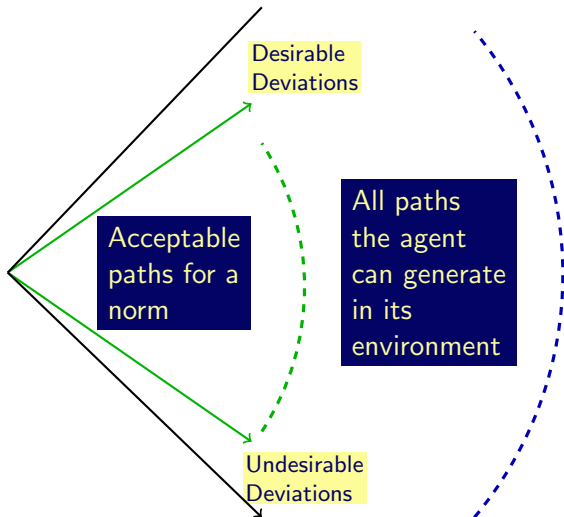 Desirable
Deviations
Acceptable
paths for a
norm
All paths
the agent
can generate
in its
environment
Undesirable
Deviations